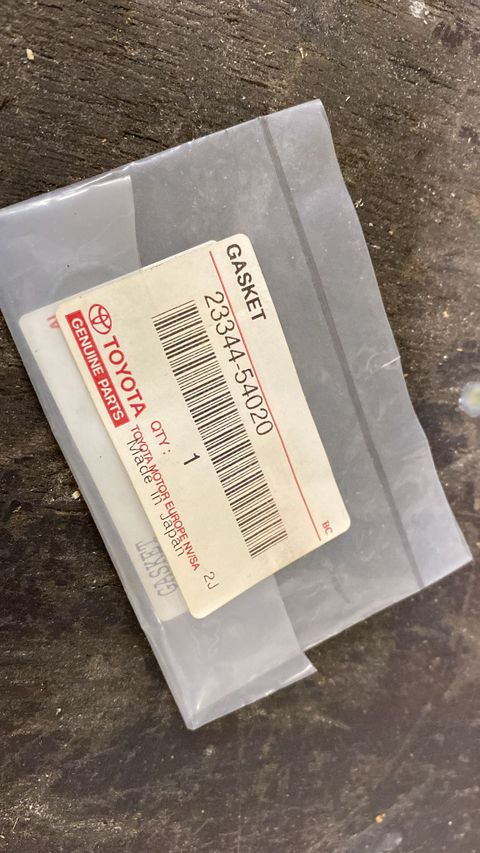 GASKET
23344-54020
TOYOTA
GENUINE PARTS
QTY :
1
TOYOTA MOTOR EUROPE NV/SA
Made in Japan
2J
BC
GASKET